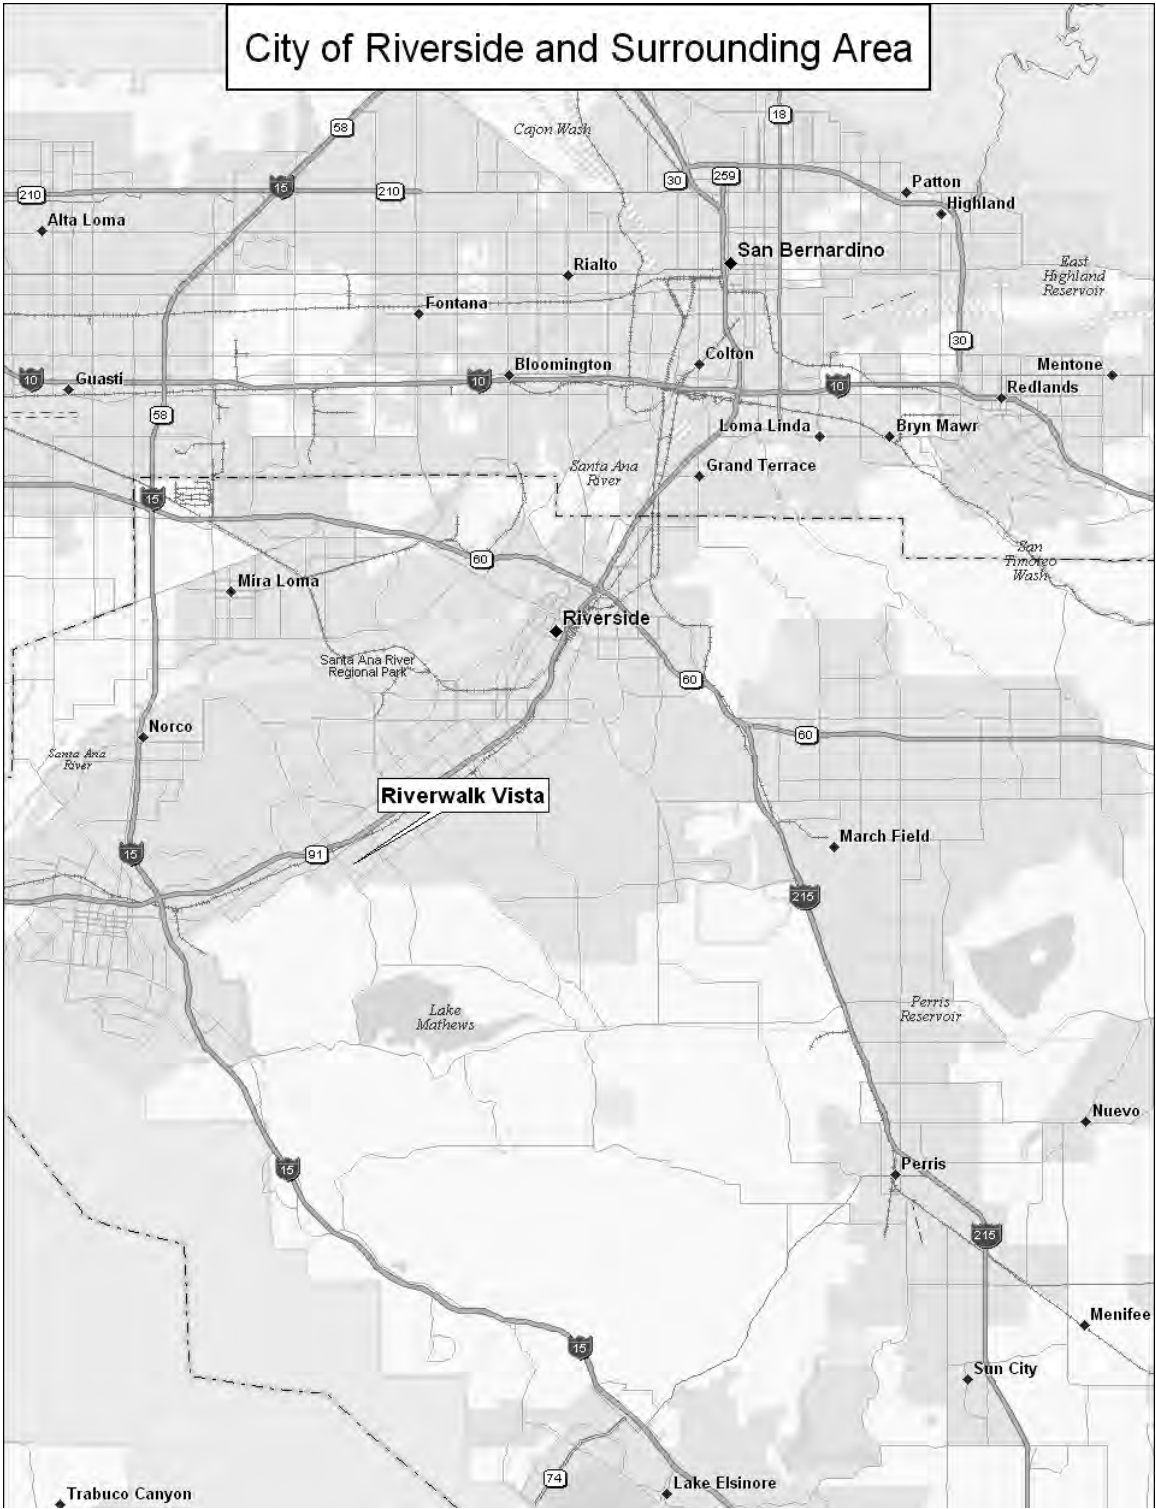 City of Riverside and Surrounding Area
58
Cajon Wash
18
210
15
210
30
259
Patton
Highland
Alta Loma
San Bernardino
Rialto
East
Highland
Reservoir
Fontana
30
Colton
Bloomington
Mentone
10
Guasti
10
10
Redlands
58
Loma Linda
Bryn Mawr
Santa Ana
River
Grand Terrace
15
60
San
Timoteo
Wash
Mira Loma
Riverside
Santa Ana River
Regional Park
60
Norco
60
Santa Ana
River
Riverwalk Vista
March Field
15
91
215
Lake
Mathews
Perris
Reservoir
Nuevo
15
Perris
215
Menifee
15
Sun City
74
Lake Elsinore
Trabuco Canyon